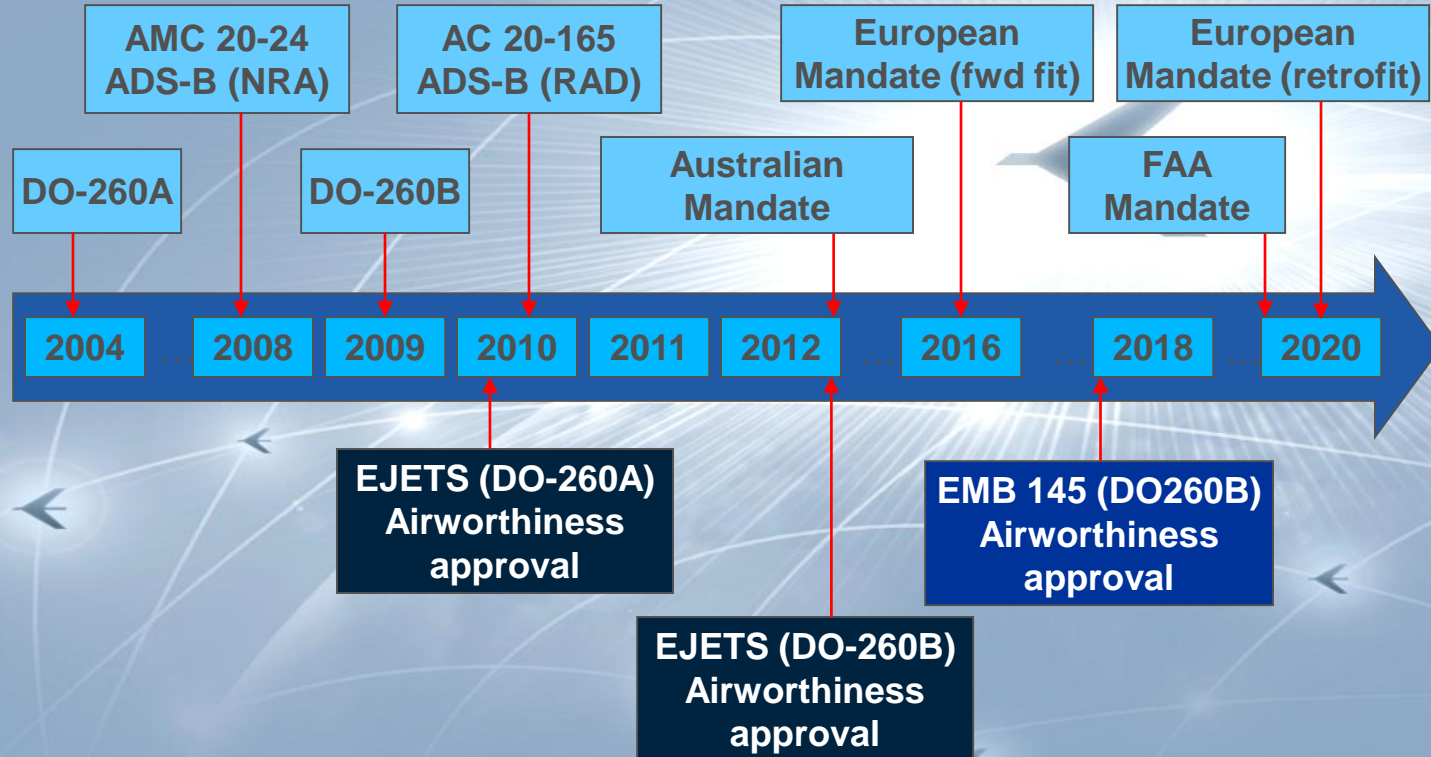 AMC 20-24
ADS-B (NRA)
AC 20-165
ADS-B (RAD)
European
Mandate (fwd fit)
European
Mandate (retrofit)
DO-260A
DO-260B
Australian
Mandate
FAA
Mandate
2004 ... 2008 2009 2010 2011 2012 ... 2016 ... 2018 ... 2020
EJETS (DO-260A)
Airworthiness
approval
EMB 145 (DO260B)
Airworthiness
approval
EJETS (DO-260B)
Airworthiness
approval